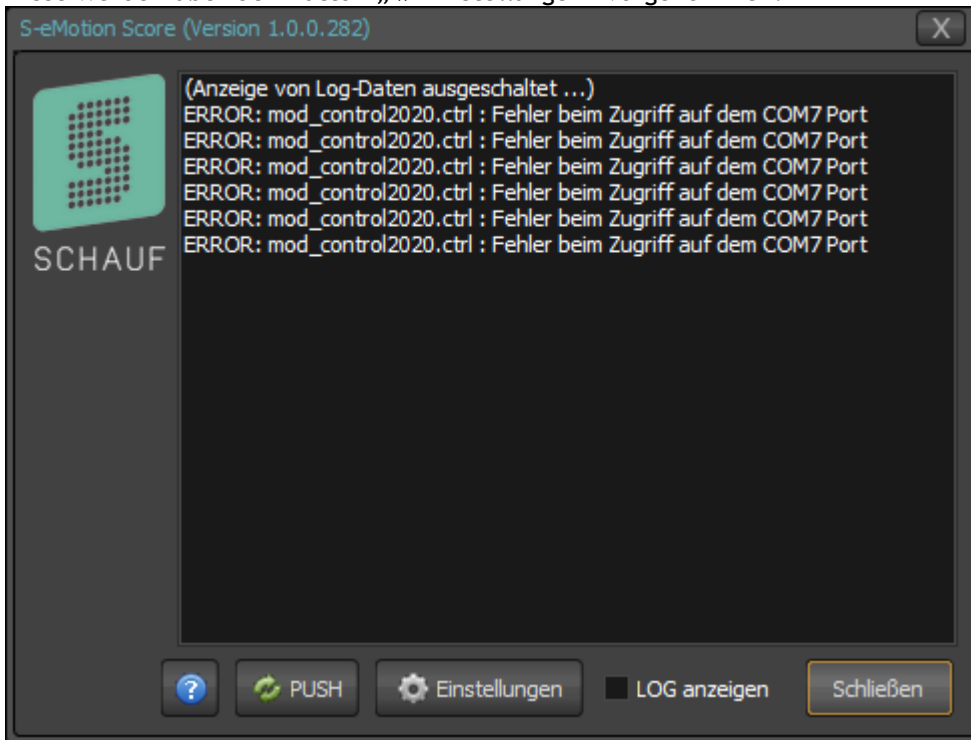 S-eMotion Score (Version 1.0.0.282)
X
(Anzeige von Log-Daten ausgeschaltet ...)
ERROR: mod_control2020.ctrl : Fehler beim Zugriff auf dem COM7 Port
ERROR: mod_control2020.ctrl : Fehler beim Zugriff auf dem COM7 Port
ERROR: mod_control2020.ctrl : Fehler beim Zugriff auf dem COM7 Port
ERROR: mod_control2020.ctrl : Fehler beim Zugriff auf dem COM7 Port
ERROR: mod_control2020.ctrl : Fehler beim Zugriff auf dem COM7 Port
ERROR: mod_control2020.ctrl : Fehler beim Zugriff auf dem COM7 Port
S
SCHAUF
?
PUSH
Einstellungen
LOG anzeigen
Schließen